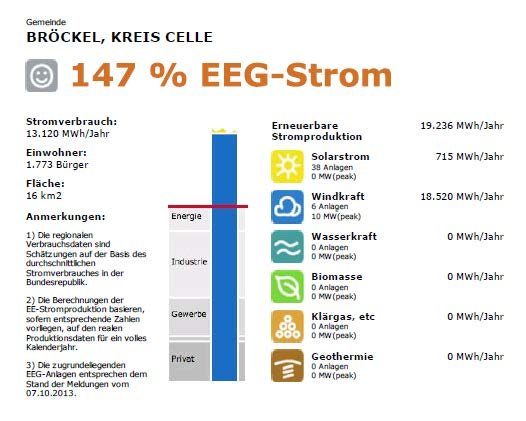 Gemeinde
BRÖCKEL, KREIS CELLE
147 % EEG-Strom
Stromverbrauch:
13.120 MWh/Jahr
Einwohner:
1.773 Bürger
Fläche:
16 km2
Anmerkungen:
1) Die regionalen
Verbrauchsdaten sind
Schätzungen auf der Basis des
durchschnittlichen
Stromverbrauches in der
Bundesrepublik.
2) Die Berechnungen der
EE-Stromproduktion basieren,
sofern entsprechende Zahlen
vorliegen, auf den realen
Produktionsdaten für ein volles
Kalenderjahr.
3) Die zugrundeliegenden
EEG-Anlagen entsprechen dem
Stand der Meldungen vom
07.10.2013.
Energie
Industrie
Gewerbe
Privat
Erneuerbare
Stromproduktion 19.236 MWh/Jahr
Solarstrom 715 MWh/Jahr
38 Anlagen
0 MW(peak)
Windkraft 18.520 MWh/Jahr
6 Anlagen
10 MW(peak)
Wasserkraft 0 MWh/Jahr
0 Anlagen
0 MW(peak)
Biomasse 0 MWh/Jahr
0 Anlagen
0 MW(peak)
Klärgas, etc 0 MWh/Jahr
0 Anlagen
0 MW(peak)
Geothermie 0 MWh/Jahr
0 Anlagen
0 MW(peak)